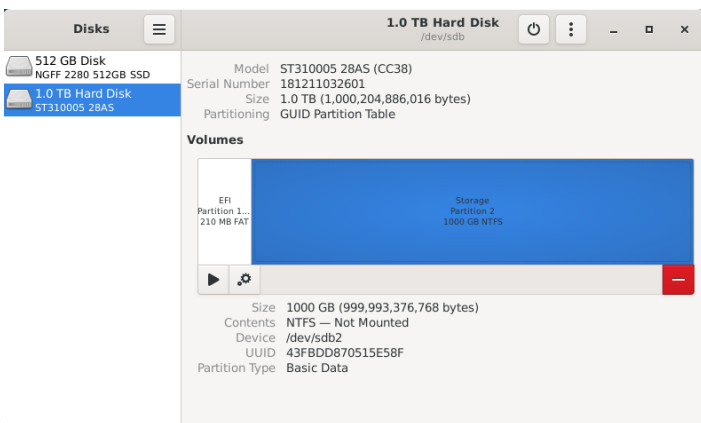 Disks
1.0 TB Hard Disk
/dev/sdb
512 GB Disk
NGFF 2280 512GB SSD
1.0 TB Hard Disk
ST310005 28AS
Model ST310005 28AS (CC38)
Serial Number 181211032601
Size 1.0 TB (1,000,204,886,016 bytes)
Partitioning GUID Partition Table
Volumes
EFI
Partition 1...
210 MB FAT
Storage
Partition 2
1000 GB NTFS
Size 1000 GB (999,993,376,768 bytes)
Contents NTFS — Not Mounted
Device /dev/sdb2
UUID 43FBDD870515E58F
Partition Type Basic Data